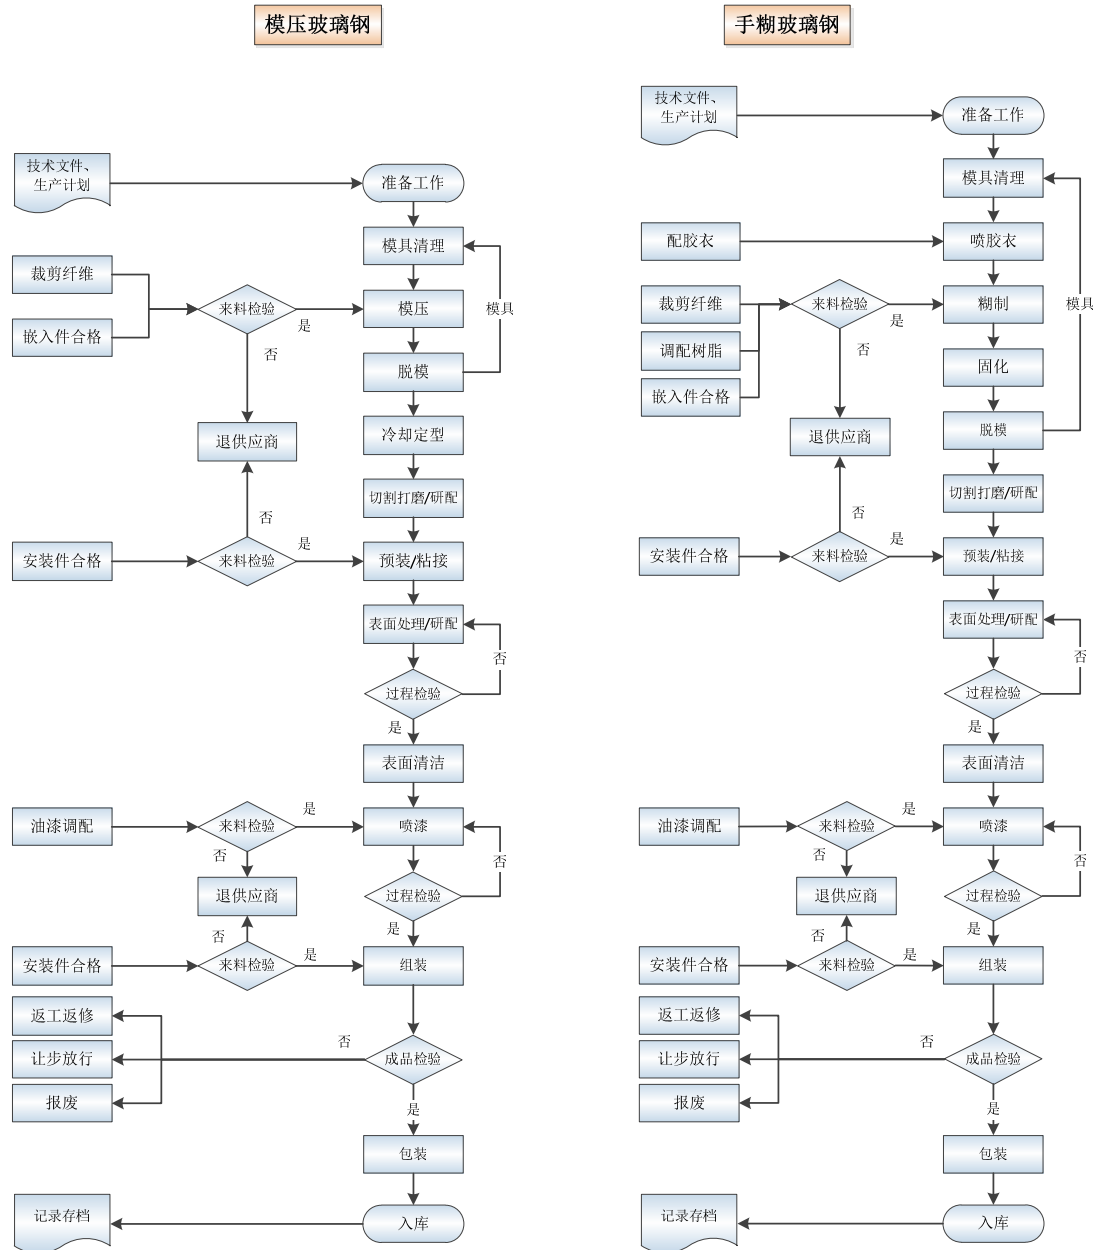 模压玻璃钢
技术文件、
生产计划
准备工作
模具清理
裁剪纤维
嵌入件合格
来料检验
是
否
模压
模具
脱模
冷却定型
退供应商
切割打磨/研配
否
安装件合格
来料检验
是
预装/粘接
表面处理/研配
否
过程检验
是
表面清洁
油漆调配
来料检验
是
否
喷漆
否
退供应商
过程检验
是
否
安装件合格
来料检验
是
组装
返工返修
让步放行
报废
否
成品检验
是
包装
记录存档
入库
手糊玻璃钢
技术文件、
生产计划
准备工作
模具清理
配胶衣
喷胶衣
裁剪纤维
调配树脂
嵌入件合格
来料检验
是
否
糊制
模具
固化
脱模
退供应商
切割打磨/研配
否
安装件合格
来料检验
是
预装/粘接
表面处理/研配
否
过程检验
是
表面清洁
油漆调配
来料检验
是
否
喷漆
否
退供应商
过程检验
是
否
安装件合格
来料检验
是
组装
返工返修
让步放行
报废
否
成品检验
是
包装
记录存档
入库